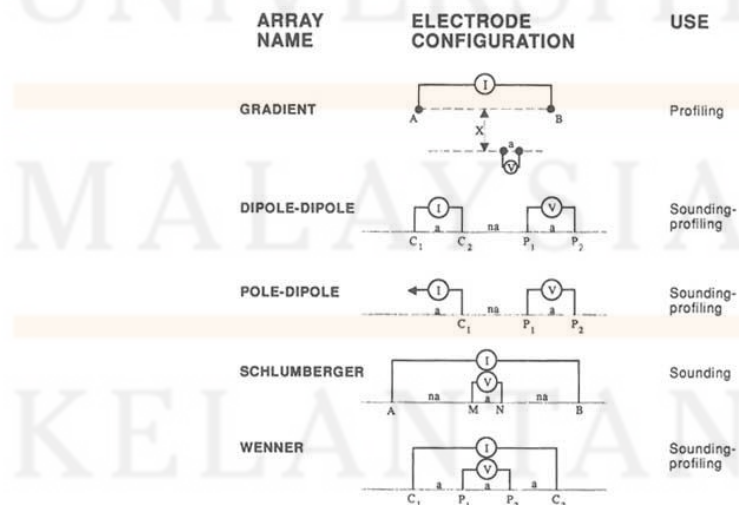 UNIVERSITI
ARRAY NAME
ELECTRODE CONFIGURATION
USE
GRADIENT
I
A
B
X
a
V
Profiling
MALAYSIA
DIPOLE-DIPOLE
I
V
a
na
a
C₁
C₂
P₁
P₂
Sounding-
profiling
POLE-DIPOLE
I
V
a
na
a
C₁
P₁
P₂
Sounding-
profiling
SCHLUMBERGER
I
V
na
a
na
A
M
N
B
Sounding
KELANTAN
WENNER
I
V
a
a
a
C₁
P₁
P₂
C₂
Sounding-
profiling